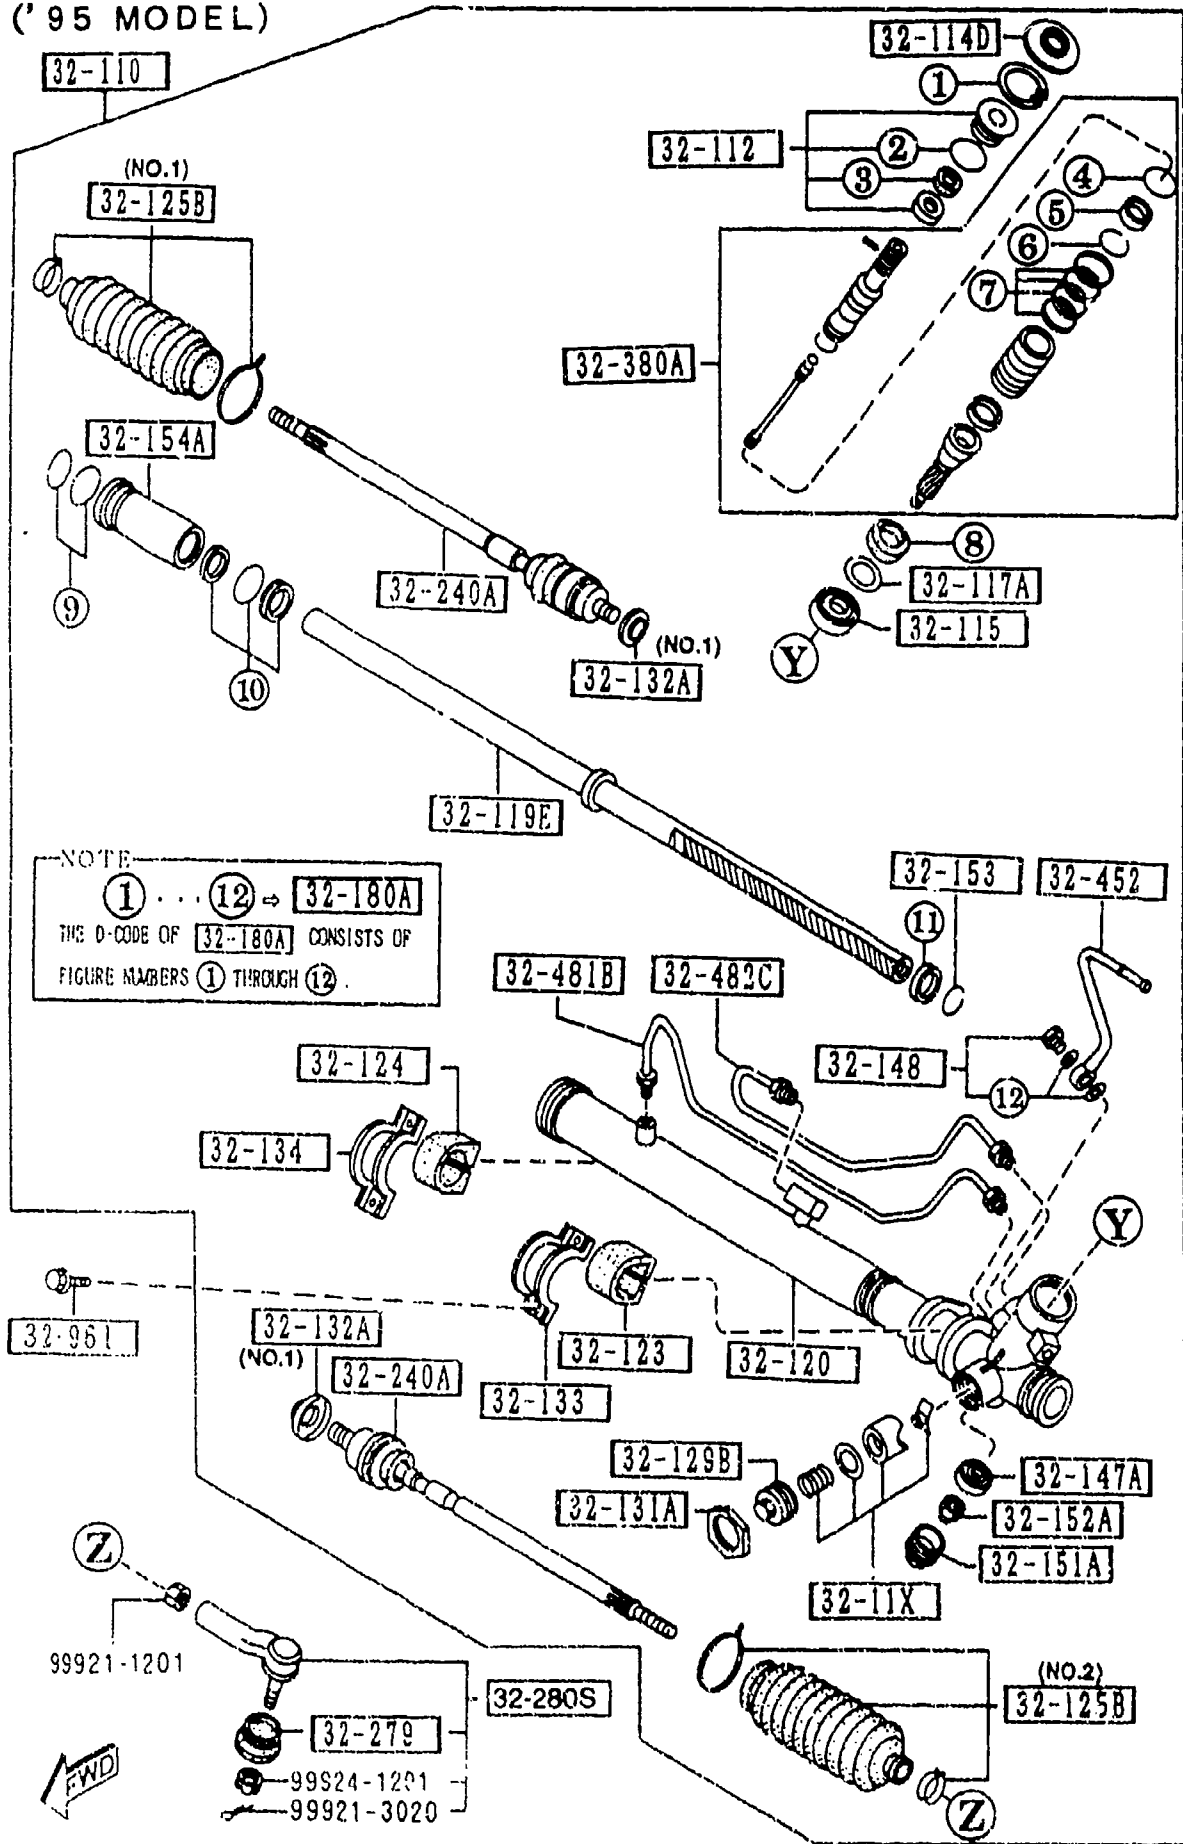 ('95 MODEL)
32-114D
32-110
1
32-112
2
3
4
(NO.1)
32-125B
5
6
7
32-380A
32-154A
8
9
32-240A
32-117A
32-115
(NO.1)
Y
32-132A
10
32-119E
NOTE
1 ... 12 ⇨ 32-180A
THE D-CODE OF 32-180A CONSISTS OF
FIGURE NUMBERS 1 THROUGH 12.
32-153
32-452
11
32-481B
32-482C
32-124
32-148
12
32-134
Y
32-961
32-132A
(NO.1)
32-123
32-120
32-240A
32-133
32-129B
32-147A
32-131A
32-152A
32-151A
32-11X
Z
99921-1201
(NO.2)
32-280S
32-125B
32-279
99924-1201
99921-3020
FWD
Z